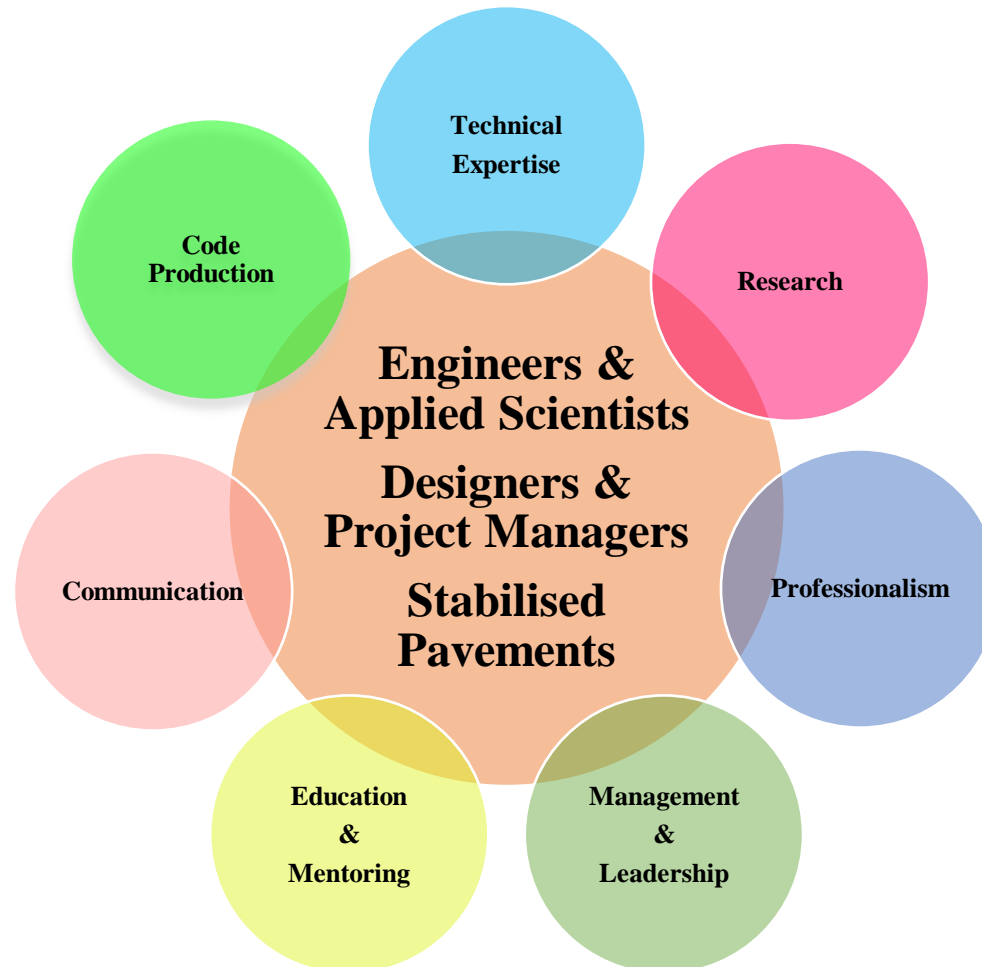 Technical
Expertise
Code
Production
Research
Engineers &
Applied Scientists
Designers &
Project Managers
Stabilised
Pavements
Communication
Professionalism
Education
&
Mentoring
Management
&
Leadership